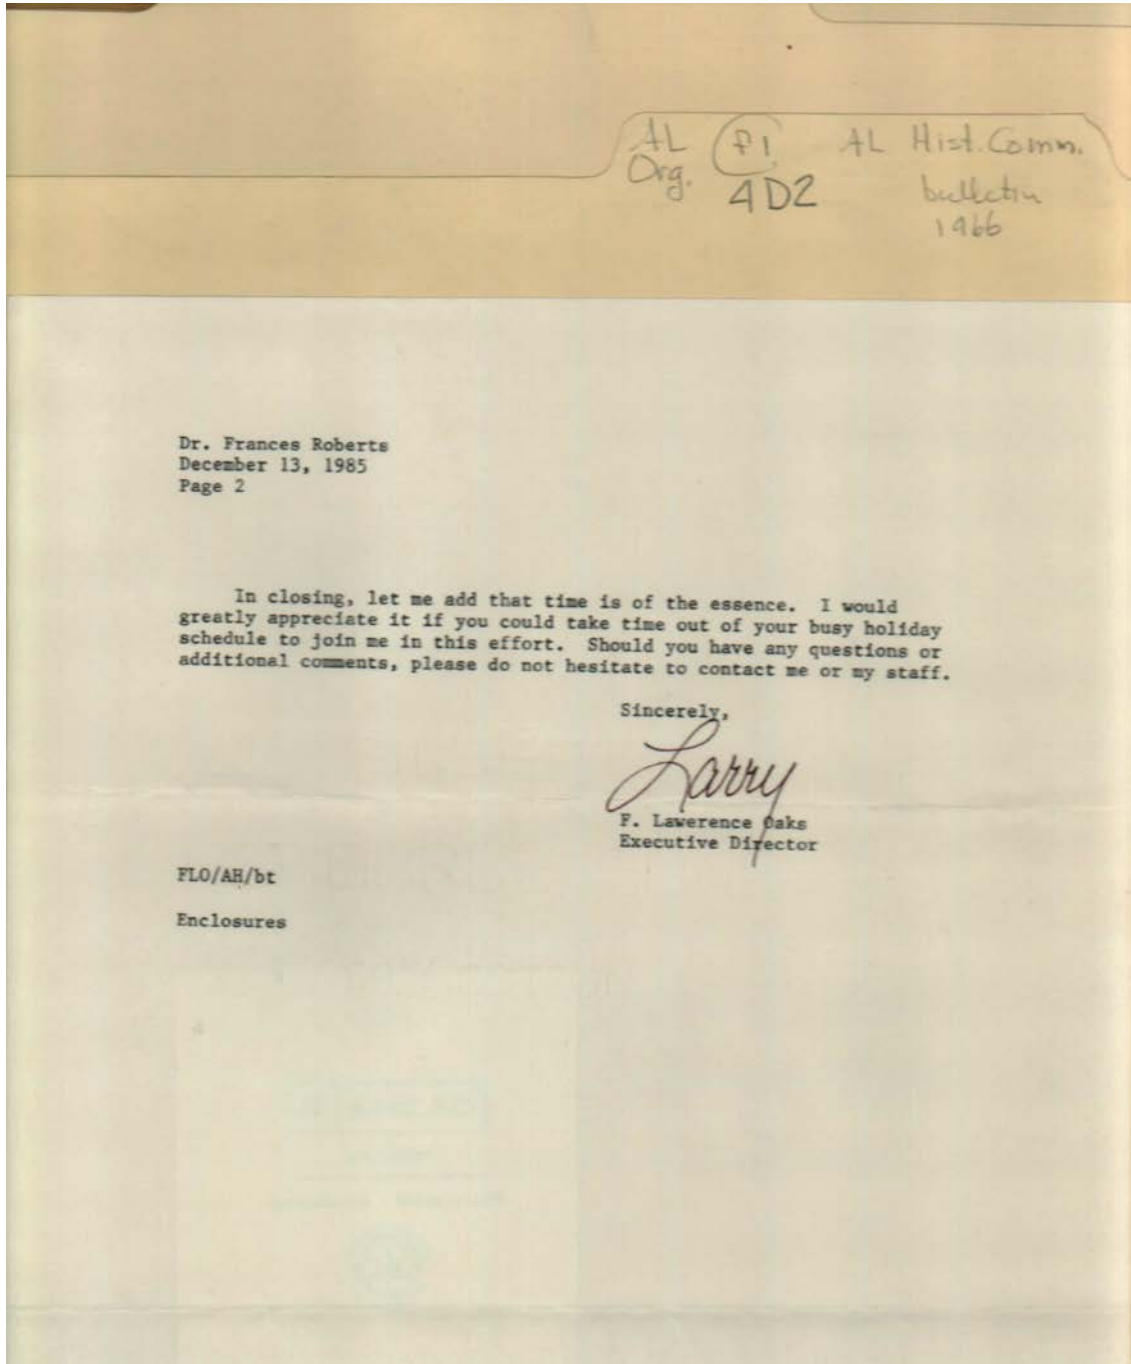 AL f1 AL Hist. Comm.
Org. 4D2 bulletin
1966
Dr. Frances Roberts
December 13, 1985
Page 2
In closing, let me add that time is of the essence. I would
greatly appreciate it if you could take time out of your busy holiday
schedule to join me in this effort. Should you have any questions or
additional comments, please do not hesitate to contact me or my staff.
Sincerely,
Larry
F. Lawerence Oaks
Executive Director
FLO/AH/bt
Enclosures